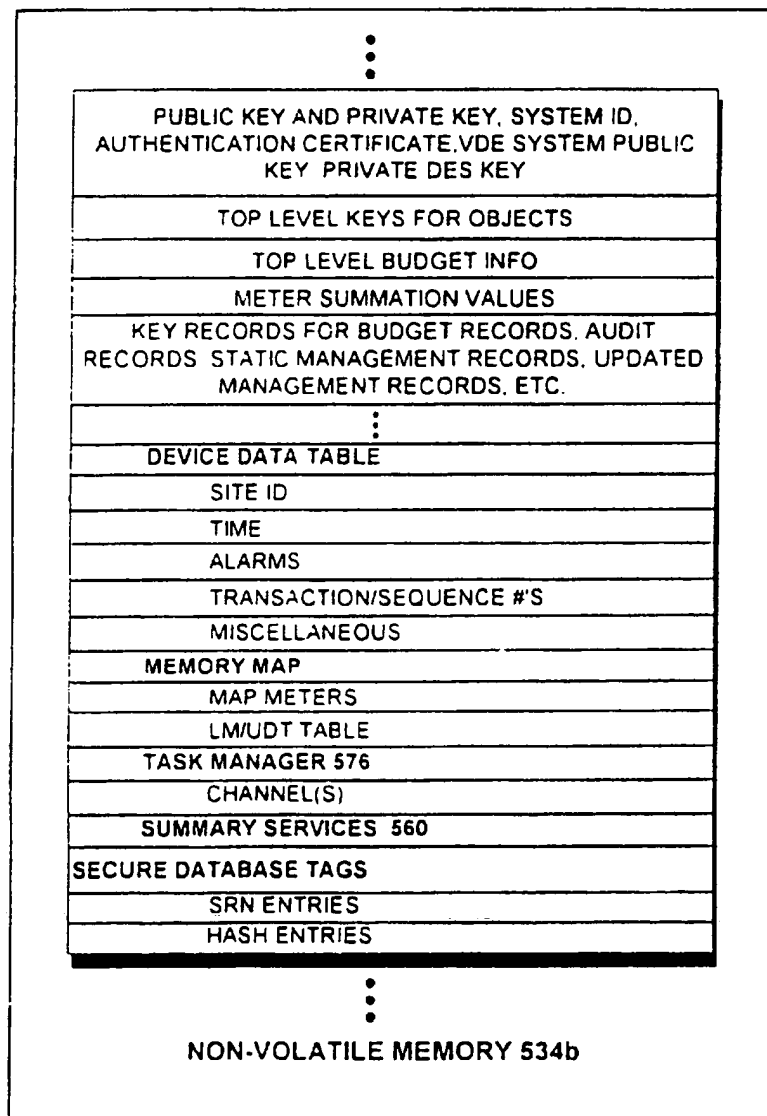 PUBLIC KEY AND PRIVATE KEY, SYSTEM ID,
AUTHENTICATION CERTIFICATE,VDE SYSTEM PUBLIC
KEY PRIVATE DES KEY
TOP LEVEL KEYS FOR OBJECTS
TOP LEVEL BUDGET INFO
METER SUMMATION VALUES
KEY RECORDS FOR BUDGET RECORDS, AUDIT
RECORDS STATIC MANAGEMENT RECORDS, UPDATED
MANAGEMENT RECORDS, ETC.
DEVICE DATA TABLE
SITE ID
TIME
ALARMS
TRANSACTION/SEQUENCE #'S
MISCELLANEOUS
MEMORY MAP
MAP METERS
LM/UDT TABLE
TASK MANAGER 576
CHANNEL(S)
SUMMARY SERVICES 560
SECURE DATABASE TAGS
SRN ENTRIES
HASH ENTRIES
NON-VOLATILE MEMORY 534b